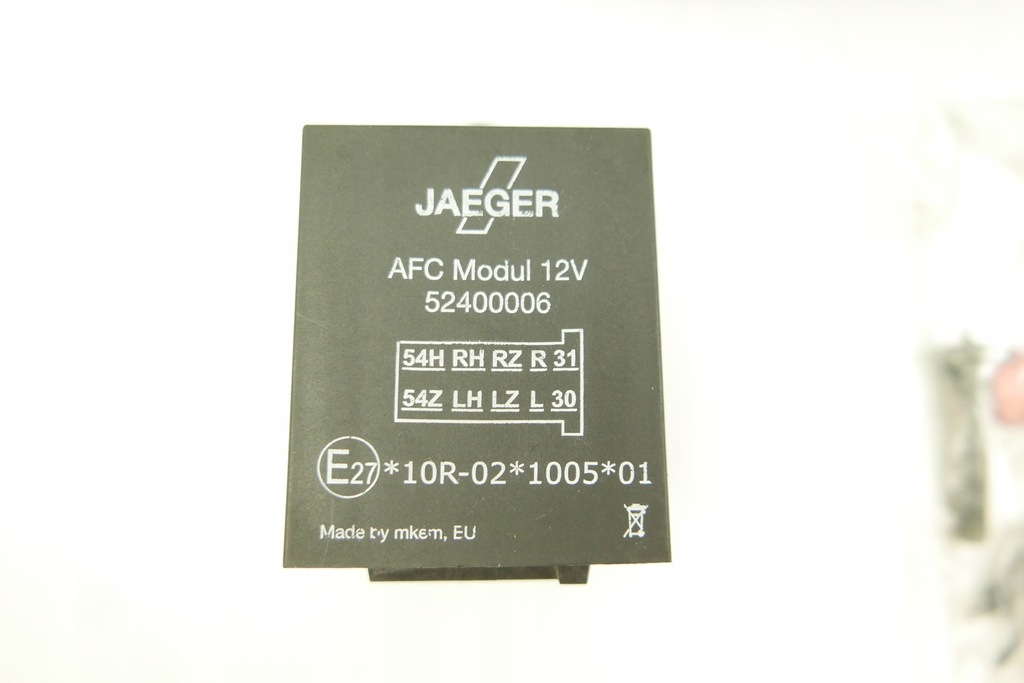 JAEGER
AFC Modul 12V
52400006
54H RH RZ R 31
54Z LH LZ L 30
E27*10R-02*1005*01
Made by mkem, EU